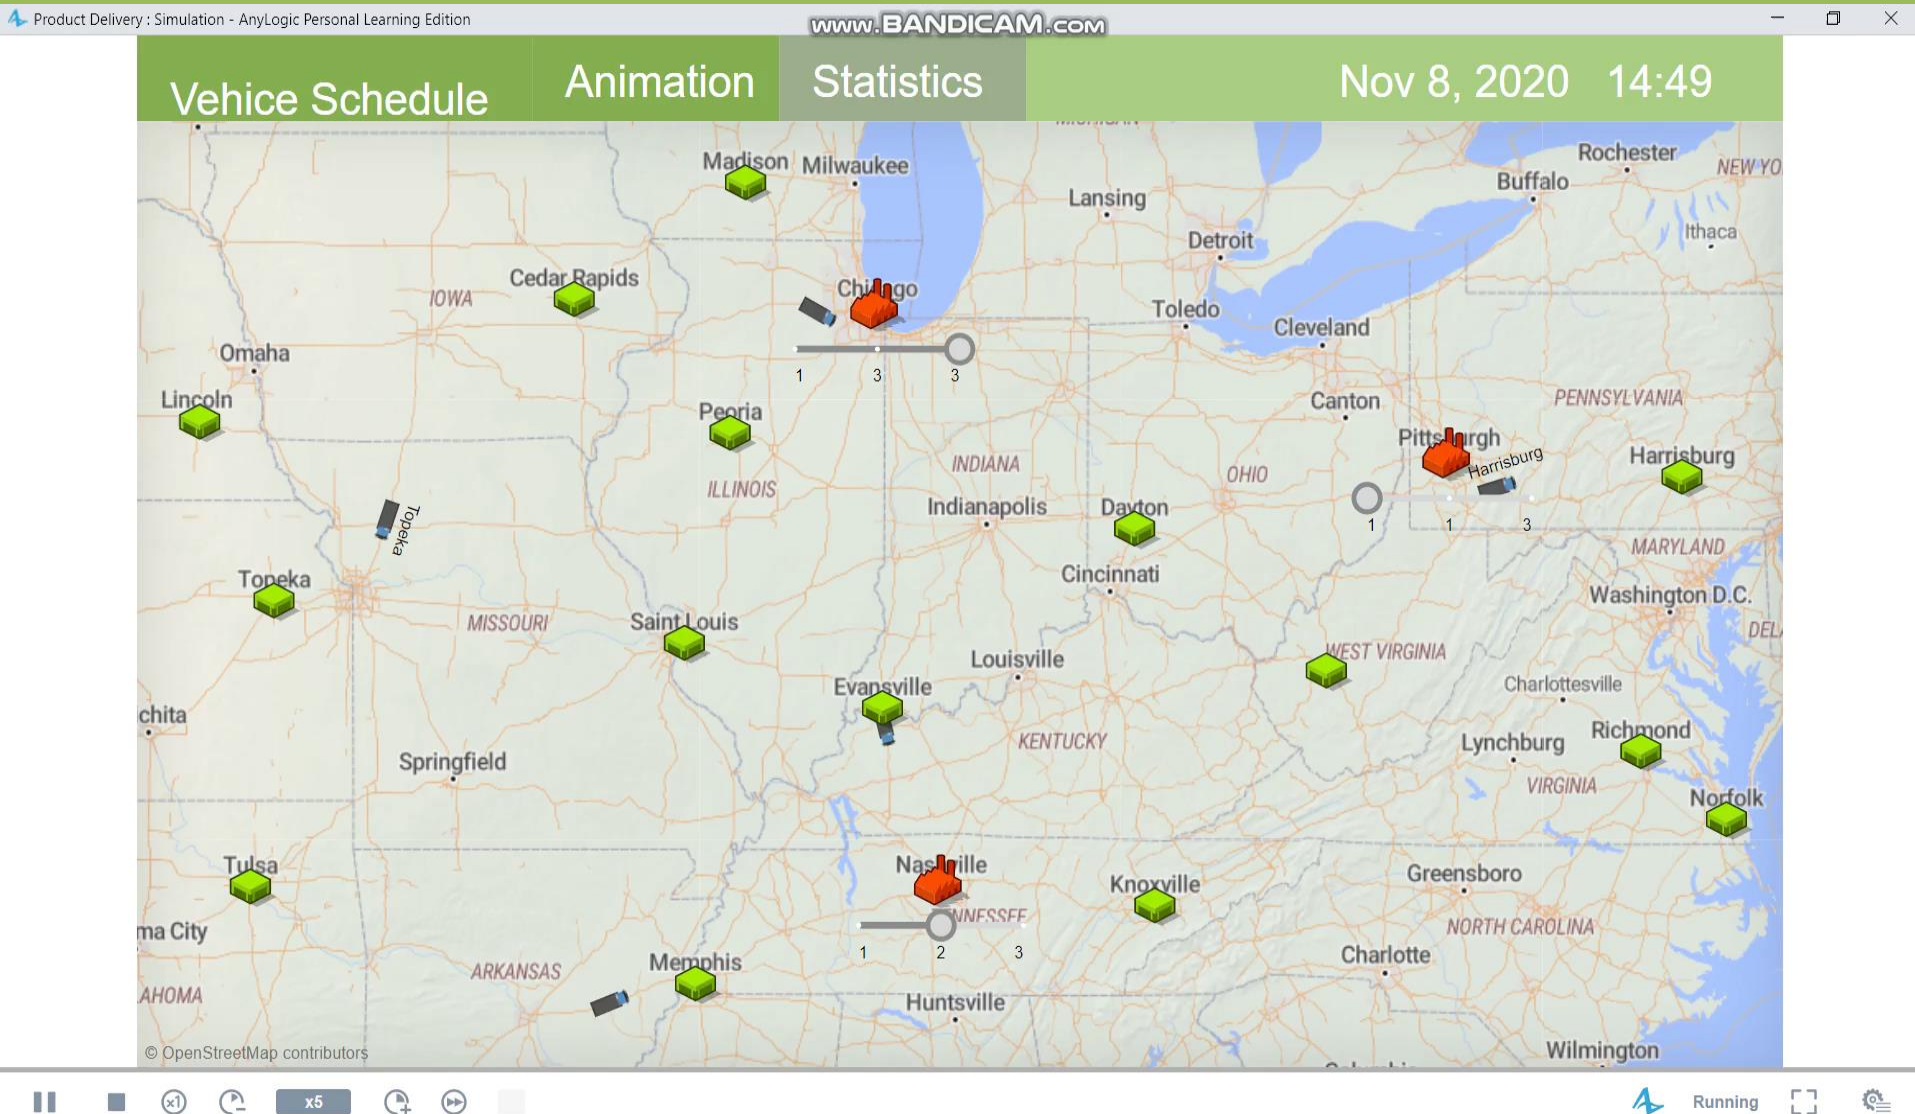 Product Delivery : Simulation - AnyLogic Personal Learning Edition
www.BANDICAM.com
Vehice Schedule
Animation
Statistics
Nov 8, 2020 14:49
Madison
Milwaukee
Rochester
NEW YO
Buffalo
Lansing
Ithaca
Detroit
Cedar Rapids
IOWA
Toledo
Cleveland
Omaha
1 3 3
Lincoln
Peoria
Canton
PENNSYLVANIA
Harrisburg
Harrisburg
INDIANA
OHIO
ILLINOIS
Indianapolis
Dayton
1 1 3
Topeka
MARYLAND
Cincinnati
Topeka
Washington D.C.
MISSOURI
Saint Louis
DEL
WEST VIRGINIA
Louisville
Evansville
Charlottesville
chita
Richmond
KENTUCKY
Lynchburg
Springfield
VIRGINIA
Norfolk
Tulsa
Knoxville
Greensboro
NNESSEE
NORTH CAROLINA
ma City
1 2 3
Charlotte
Memphis
ARKANSAS
AHOMA
Huntsville
© OpenStreetMap contributors
Wilmington
x1
x5
Running